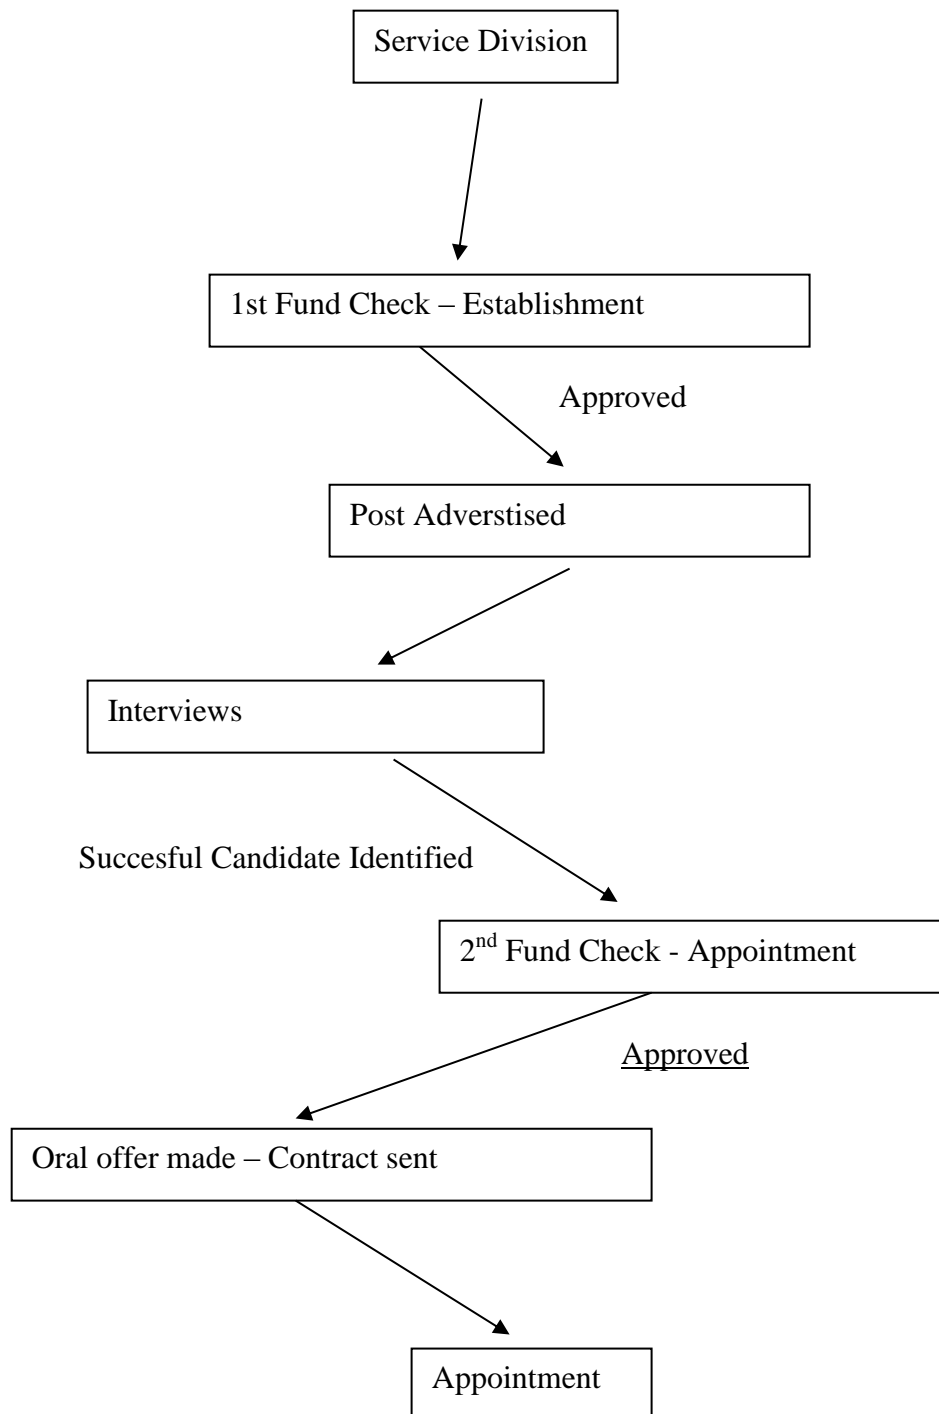 Service Division
1st Fund Check – Establishment
Approved
Post Adverstised
Interviews
Succesful Candidate Identified
2nd Fund Check - Appointment
Approved
Oral offer made – Contract sent
Appointment